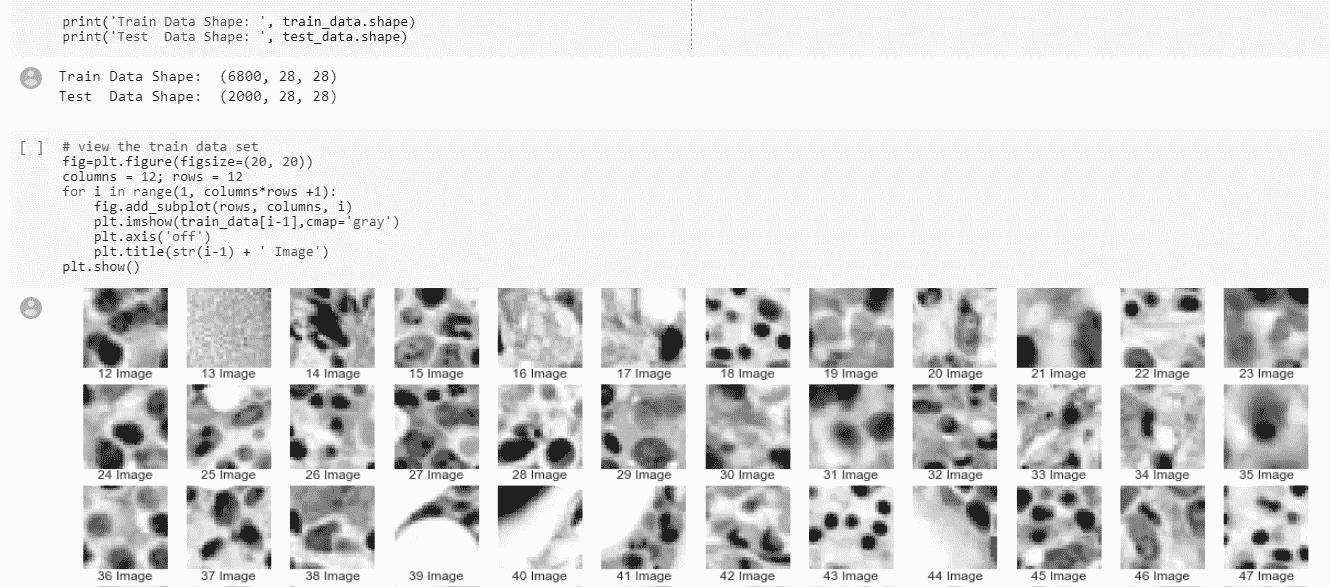 print('Train Data Shape: ', train_data.shape)
print('Test  Data Shape: ', test_data.shape)
Train Data Shape:  (6800, 28, 28)
Test  Data Shape:  (2000, 28, 28)
[ ] # view the train data set
fig=plt.figure(figsize=(20, 20))
columns = 12; rows = 12
for i in range(1, columns*rows +1):
    fig.add_subplot(rows, columns, i)
    plt.imshow(train_data[i-1],cmap='gray')
    plt.axis('off')
    plt.title(str(i-1) + ' Image')
plt.show()
12 Image 13 Image 14 Image 15 Image 16 Image 17 Image 18 Image 19 Image 20 Image 21 Image 22 Image 23 Image
24 Image 25 Image 26 Image 27 Image 28 Image 29 Image 30 Image 31 Image 32 Image 33 Image 34 Image 35 Image
36 Image 37 Image 38 Image 39 Image 40 Image 41 Image 42 Image 43 Image 44 Image 45 Image 46 Image 47 Image